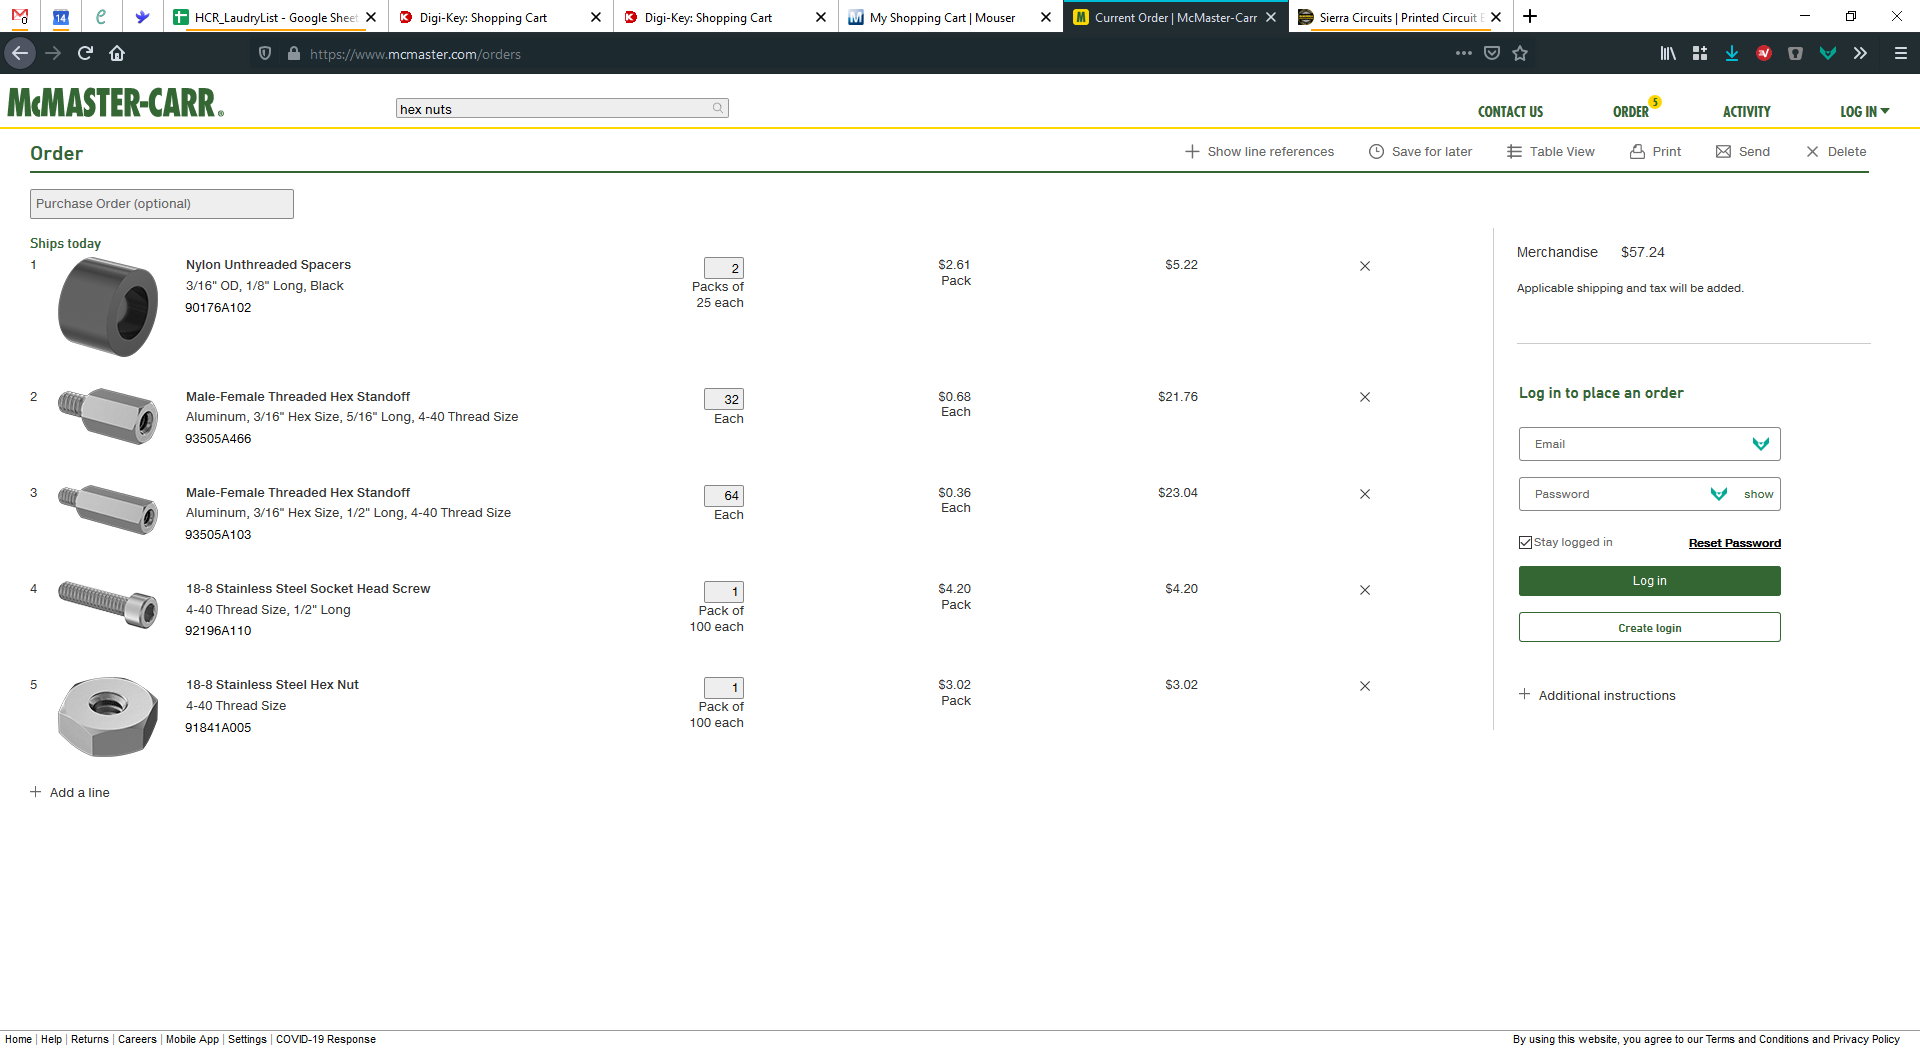 0
14
HCR_LaudryList - Google Sheet
Digi-Key: Shopping Cart
Digi-Key: Shopping Cart
My Shopping Cart | Mouser
Current Order | McMaster-Carr
Sierra Circuits | Printed Circuit
https://www.mcmaster.com/orders
McMASTER-CARR®
hex nuts
CONTACT US
ORDER
5
ACTIVITY
LOG IN
Order
Show line references
Save for later
Table View
Print
Send
Delete
Purchase Order (optional)
Ships today
1
Nylon Unthreaded Spacers
3/16" OD, 1/8" Long, Black
90176A102
2
Packs of
25 each
$2.61
Pack
$5.22
2
Male-Female Threaded Hex Standoff
Aluminum, 3/16" Hex Size, 5/16" Long, 4-40 Thread Size
93505A466
32
Each
$0.68
Each
$21.76
3
Male-Female Threaded Hex Standoff
Aluminum, 3/16" Hex Size, 1/2" Long, 4-40 Thread Size
93505A103
64
Each
$0.36
Each
$23.04
4
18-8 Stainless Steel Socket Head Screw
4-40 Thread Size, 1/2" Long
92196A110
1
Pack of
100 each
$4.20
Pack
$4.20
5
18-8 Stainless Steel Hex Nut
4-40 Thread Size
91841A005
1
Pack of
100 each
$3.02
Pack
$3.02
Add a line
Merchandise $57.24
Applicable shipping and tax will be added.
Log in to place an order
Email
Password
show
Stay logged in
Reset Password
Log in
Create login
Additional instructions
Home | Help | Returns | Careers | Mobile App | Settings | COVID-19 Response
By using this website, you agree to our Terms and Conditions and Privacy Policy